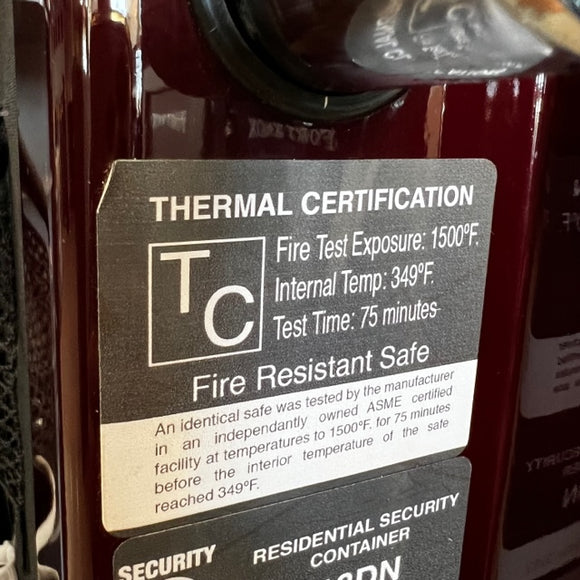 THERMAL CERTIFICATION
TC
Fire Test Exposure: 1500ºF.
Internal Temp: 349ºF.
Test Time: 75 minutes
Fire Resistant Safe
An identical safe was tested by the manufacturer
in an independently owned ASME certified
facility at temperatures to 1500ºF. for 75 minutes
before the interior temperature of the safe
reached 349ºF.
SECURITY
RESIDENTIAL SECURITY
CONTAINER